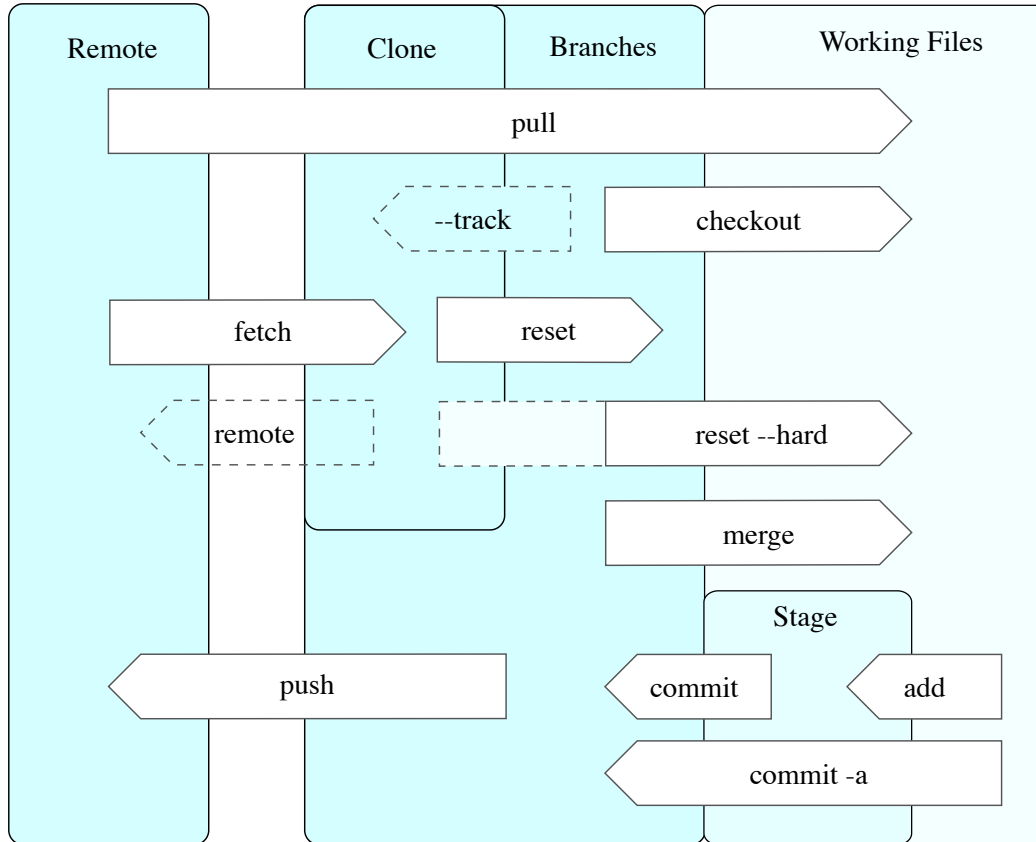 Remote
Clone
Branches
Working Files
pull
--track
checkout
fetch
reset
remote
reset --hard
merge
Stage
push
commit
add
commit -a